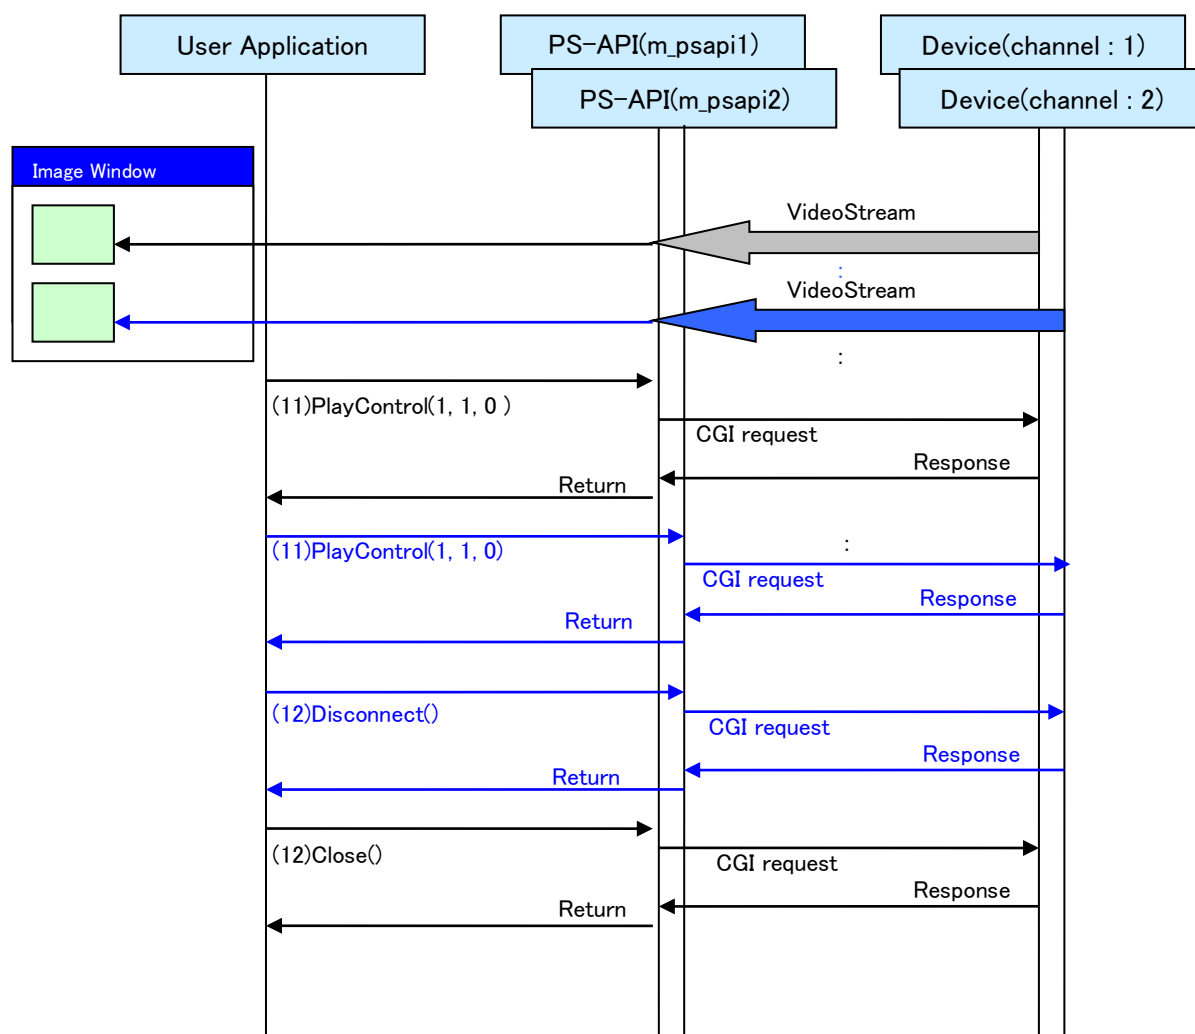 User Application
PS-API(m_psapi1)
Device(channel : 1)
PS-API(m_psapi2)
Device(channel : 2)
Image Window
VideoStream
:
VideoStream
:
(11)PlayControl(1, 1, 0 )
CGI request
Response
Return
(11)PlayControl(1, 1, 0)
:
CGI request
Response
Return
(12)Disconnect()
CGI request
Response
Return
(12)Close()
CGI request
Response
Return